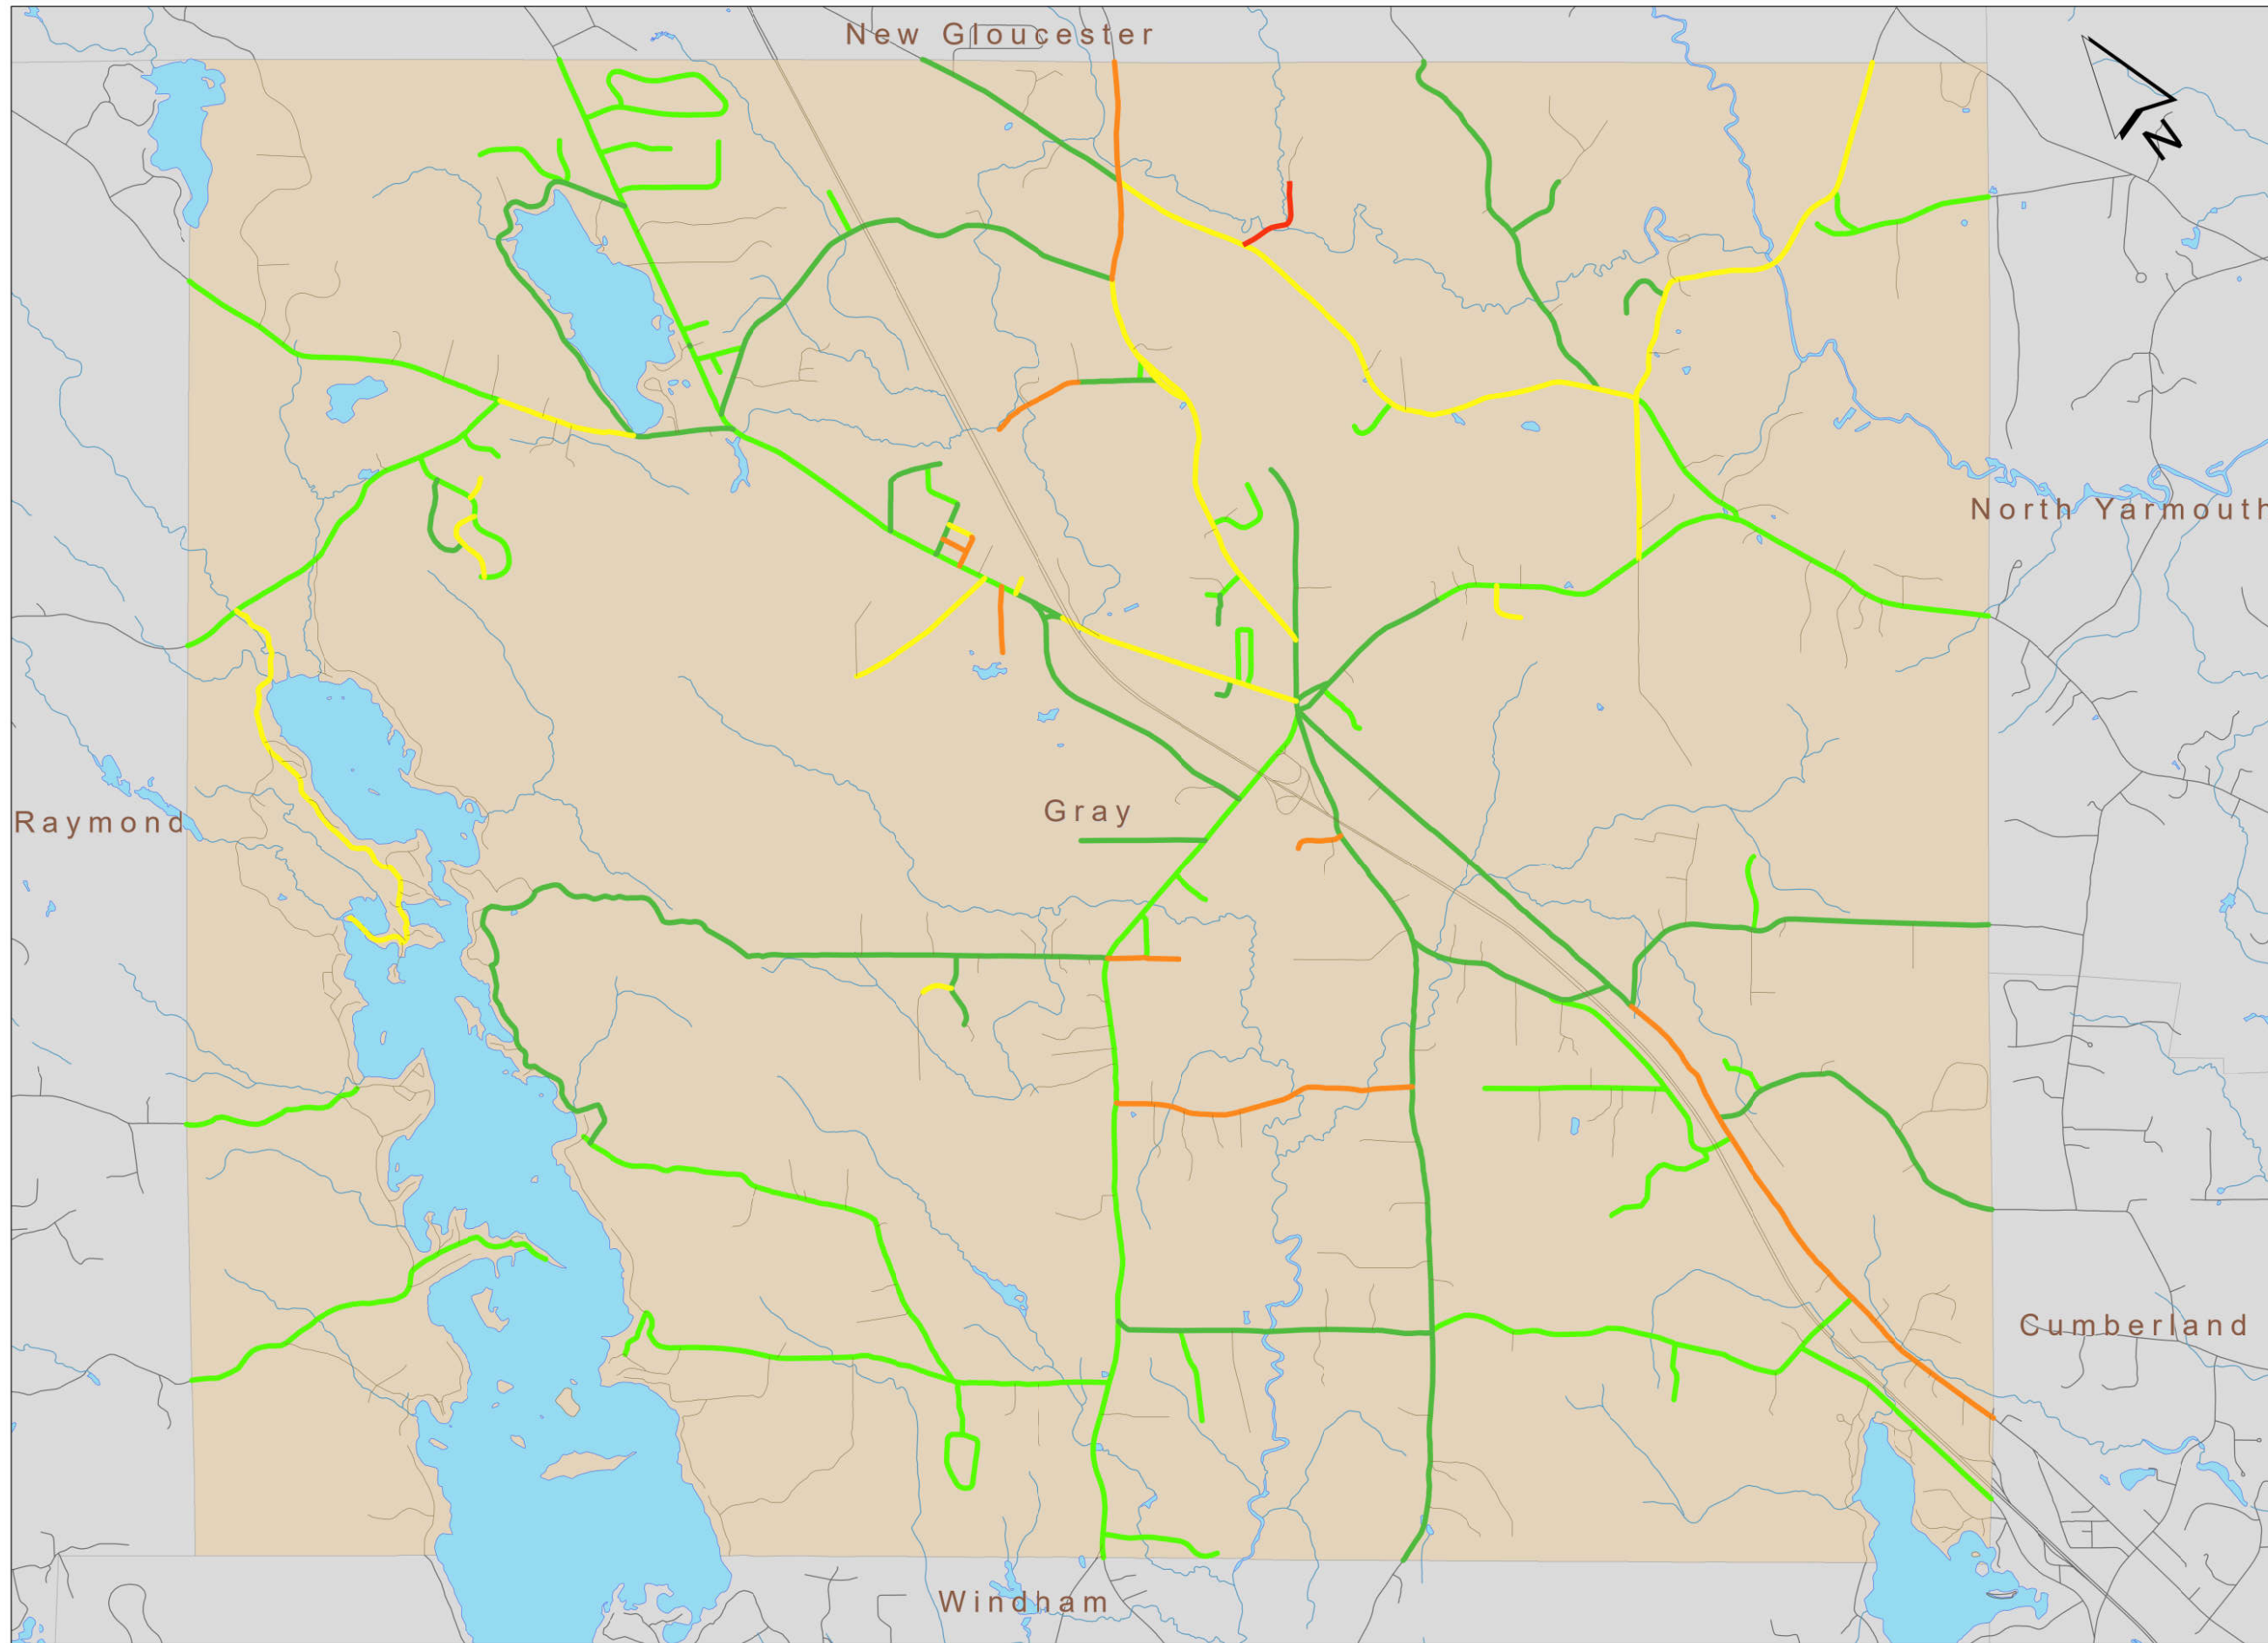 New Gloucester
N
North Yarmouth
Raymond
Gray
Cumberland
Windham